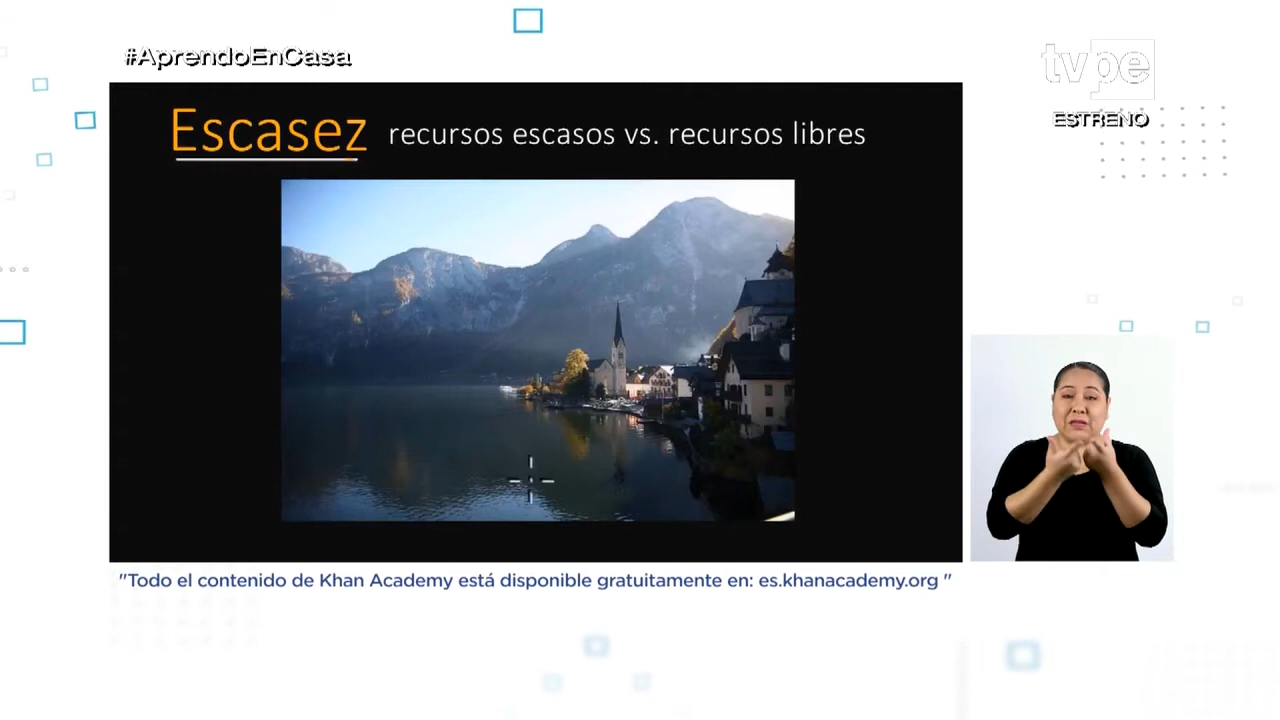 #AprendoEnCasa
tvpe
ESTRENO
Escasez recursos escasos vs. recursos libres
"Todo el contenido de Khan Academy está disponible gratuitamente en: es.khanacademy.org "